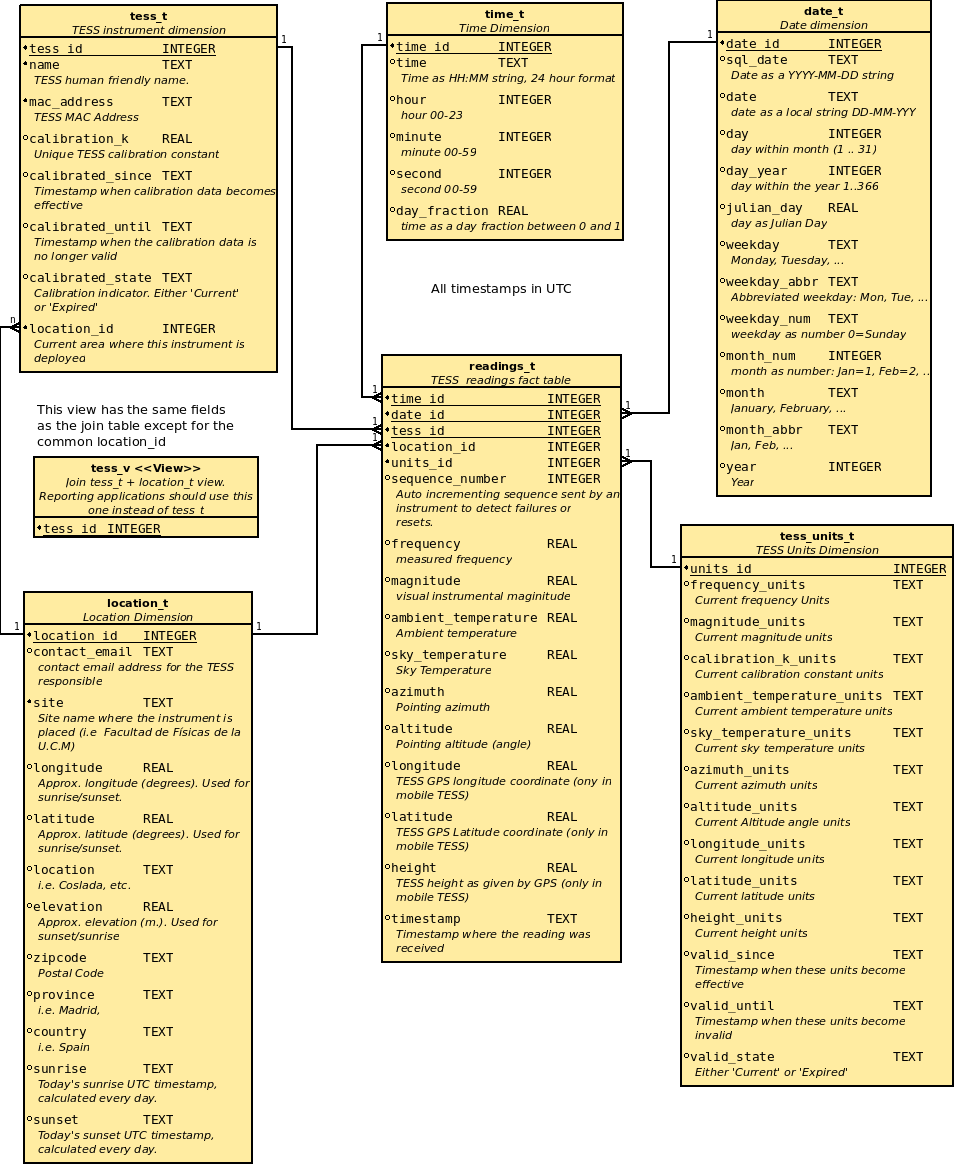 tess_t
TESS instrument dimension
tess_id INTEGER
name TEXT
TESS human friendly name.
mac_address TEXT
TESS MAC Address
calibration_k REAL
Unique TESS calibration constant
calibrated_since TEXT
Timestamp when calibration data becomes
effective
calibrated_until TEXT
Timestamp when the calibration data is
no longer valid
calibrated_state TEXT
Calibration indicator. Either 'Current'
or 'Expired'
location_id INTEGER
Current area where this instrument is
deployed
1
n
time_t
Time Dimension
time_id INTEGER
time TEXT
Time as HH:MM string, 24 hour format
hour INTEGER
hour 00-23
minute INTEGER
minute 00-59
second INTEGER
second 00-59
day_fraction REAL
time as a day fraction between 0 and 1
1
date_t
Date dimension
date_id INTEGER
sql_date TEXT
Date as a YYYY-MM-DD string
date TEXT
date as a local string DD-MM-YYY
day INTEGER
day within month (1 .. 31)
day_year INTEGER
day within the year 1..366
julian_day REAL
day as Julian Day
weekday TEXT
Monday, Tuesday, ...
weekday_abbr TEXT
Abbreviated weekday: Mon, Tue, ...
weekday_num TEXT
weekday as number 0=Sunday
month_num INTEGER
month as number: Jan=1, Feb=2, ..
month TEXT
January, February, ...
month_abbr TEXT
Jan, Feb, ...
year INTEGER
Year
1
All timestamps in UTC
This view has the same fields
as the join table except for the
common location_id
tess_v <<View>>
Join tess_t + location_t view.
Reporting applications should use this
one instead of tess_t
tess_id INTEGER
readings_t
TESS readings fact table
time_id INTEGER
date_id INTEGER
tess_id INTEGER
location_id INTEGER
units_id INTEGER
sequence_number INTEGER
Auto incrementing sequence sent by an
instrument to detect failures or
resets.
frequency REAL
measured frequency
magnitude REAL
visual instrumental maginitude
ambient_temperature REAL
Ambient temperature
sky_temperature REAL
Sky Temperature
azimuth REAL
Pointing azimuth
altitude REAL
Pointing altitude (angle)
longitude REAL
TESS GPS longitude coordinate (ony in
mobile TESS)
latitude REAL
TESS GPS Latitude coordinate (only in
mobile TESS)
height REAL
TESS height as given by GPS (only in
mobile TESS)
timestamp TEXT
Timestamp where the reading was
received
1
1
1
1
1
location_t
Location Dimension
location_id INTEGER
contact_email TEXT
contact email address for the TESS
responsible
site TEXT
Site name where the instrument is
placed (i.e Facultad de Físicas de la
U.C.M)
longitude REAL
Approx. longitude (degrees). Used for
sunrise/sunset.
latitude REAL
Approx. latitude (degrees). Used for
sunrise/sunset.
location TEXT
i.e. Coslada, etc.
elevation REAL
Approx. elevation (m.). Used for
sunset/sunrise
zipcode TEXT
Postal Code
province TEXT
i.e. Madrid,
country TEXT
i.e. Spain
sunrise TEXT
Today's sunrise UTC timestamp,
calculated every day.
sunset TEXT
Today's sunset UTC timestamp,
calculated every day.
1
1
tess_units_t
TESS Units Dimension
units_id INTEGER
frequency_units TEXT
Current frequency Units
magnitude_units TEXT
Current magnitude units
calibration_k_units TEXT
Current calibration constant units
ambient_temperature_units TEXT
Current ambient temperature units
sky_temperature_units TEXT
Current sky temperature units
azimuth_units TEXT
Current azimuth units
altitude_units TEXT
Current Altitude angle units
longitude_units TEXT
Current longitude units
latitude_units TEXT
Current latitude units
height_units TEXT
Current height units
valid_since TEXT
Timestamp when these units become
effective
valid_until TEXT
Timestamp when these units become
invalid
valid_state TEXT
Either 'Current' or 'Expired'
1